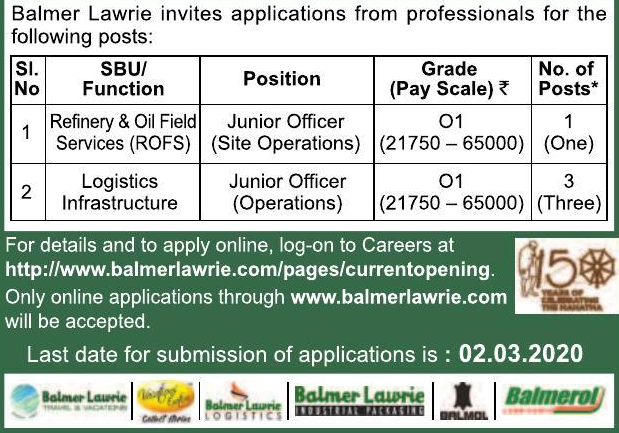 Balmer Lawrie invites applications from professionals for the
following posts:
Sl. No SBU/ Function Position Grade (Pay Scale) ₹ No. of Posts*
1 Refinery & Oil Field Services (ROFS) Junior Officer (Site Operations) O1 (21750 – 65000) 1 (One)
2 Logistics Infrastructure Junior Officer (Operations) O1 (21750 – 65000) 3 (Three)
For details and to apply online, log-on to Careers at
http://www.balmerlawrie.com/pages/currentopening.
Only online applications through www.balmerlawrie.com
will be accepted.
150
YEARS OF
CELEBRATING
THE MAHATMA
Last date for submission of applications is : 02.03.2020
Balmer Lawrie
TRAVEL & VACATIONS
Balmer Lawrie
LOGISTICS
Balmer Lawrie
INDUSTRIAL PACKAGING
BALMOL
Balmerol